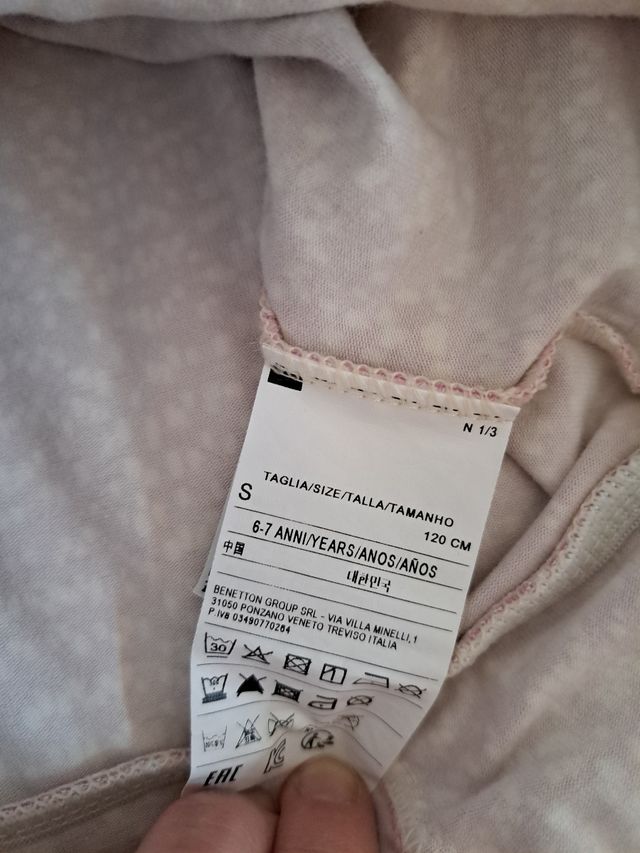 N 1/3
S TAGLIA/SIZE/TALLA/TAMANHO
120 CM
6-7 ANNI/YEARS/ANOS/AÑOS
中国 대한민국
BENETTON GROUP SRL - VIA VILLA MINELLI,1
31050 PONZANO VENETO TREVISO ITALIA
P IVA 03490770264
30
EAC